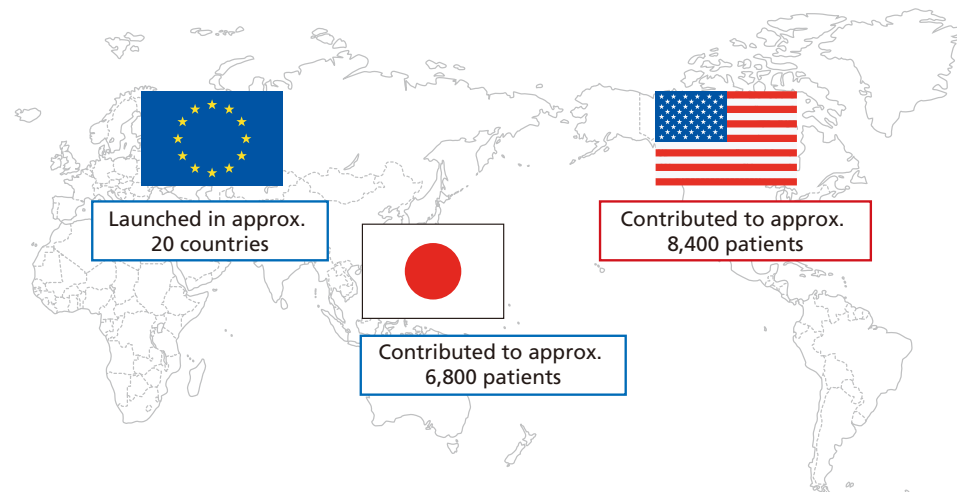 Launched in approx.
20 countries
Contributed to approx.
8,400 patients
Contributed to approx.
6,800 patients